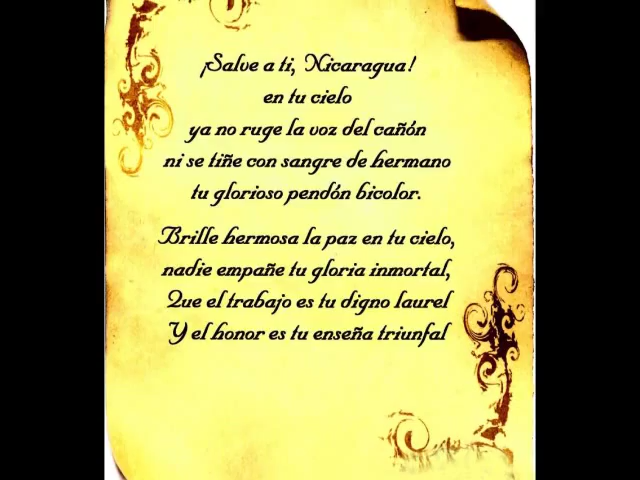 ¡Salve a ti, Nicaragua!
en tu cielo
ya no ruge la voz del cañón
ni se tiñe con sangre de hermano
tu glorioso pendón bicolor.
Brille hermosa la paz en tu cielo,
nadie empañe tu gloria inmortal,
Que el trabajo es tu digno laurel
Y el honor es tu enseña triunfal